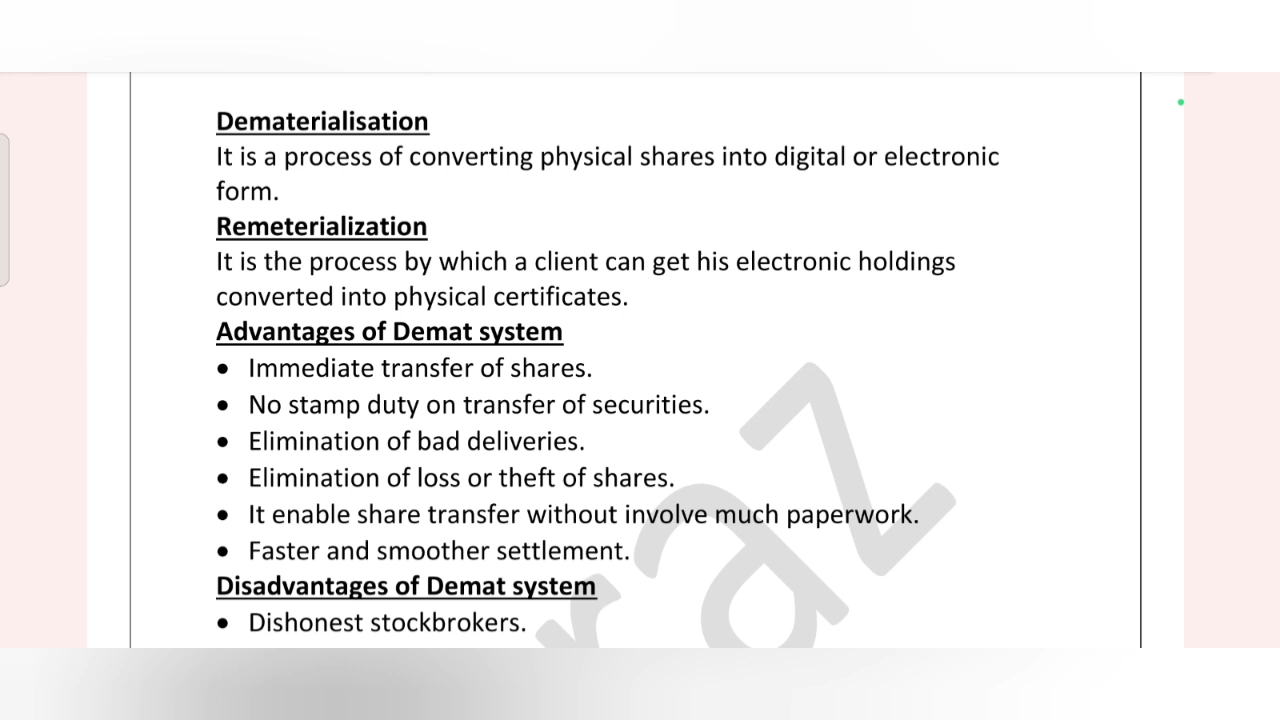 Dematerialisation
It is a process of converting physical shares into digital or electronic
form.
Remeterialization
It is the process by which a client can get his electronic holdings
converted into physical certificates.
Advantages of Demat system
• Immediate transfer of shares.
• No stamp duty on transfer of securities.
• Elimination of bad deliveries.
• Elimination of loss or theft of shares.
• It enable share transfer without involve much paperwork.
• Faster and smoother settlement.
Disadvantages of Demat system
• Dishonest stockbrokers.
raz